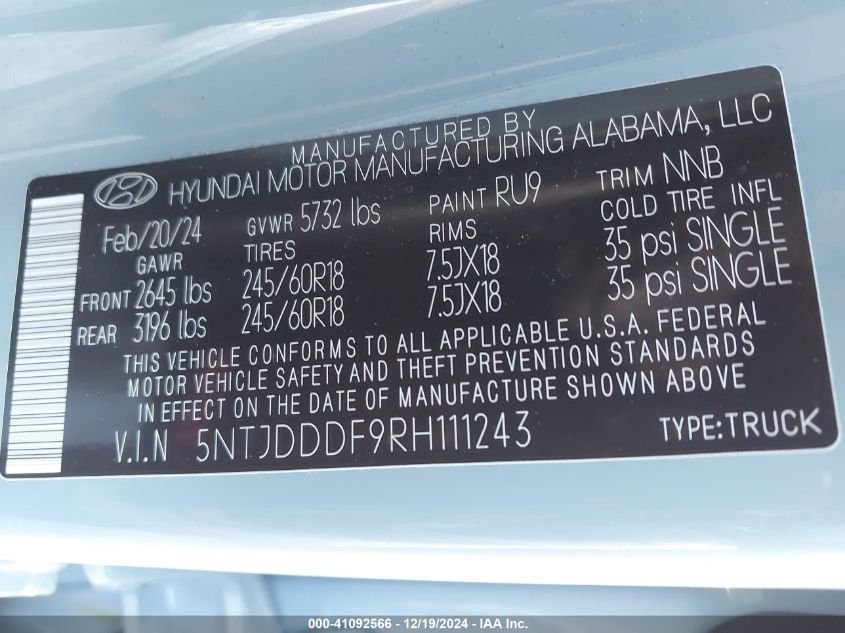 MANUFACTURED BY
HYUNDAI MOTOR MANUFACTURING ALABAMA, LLC
Feb/20/24 GVWR 5732 lbs PAINT RU9 TRIM NNB
GAWR TIRES RIMS COLD TIRE INFL
FRONT 2645 lbs 245/60R18 7.5JX18 35 psi SINGLE
REAR 3196 lbs 245/60R18 7.5JX18 35 psi SINGLE
THIS VEHICLE CONFORMS TO ALL APPLICABLE U.S.A. FEDERAL
MOTOR VEHICLE SAFETY AND THEFT PREVENTION STANDARDS
IN EFFECT ON THE DATE OF MANUFACTURE SHOWN ABOVE
V.I.N 5NTJDDDF9RH111243 TYPE:TRUCK
000-41092566 - 12/19/2024 - IAA Inc.